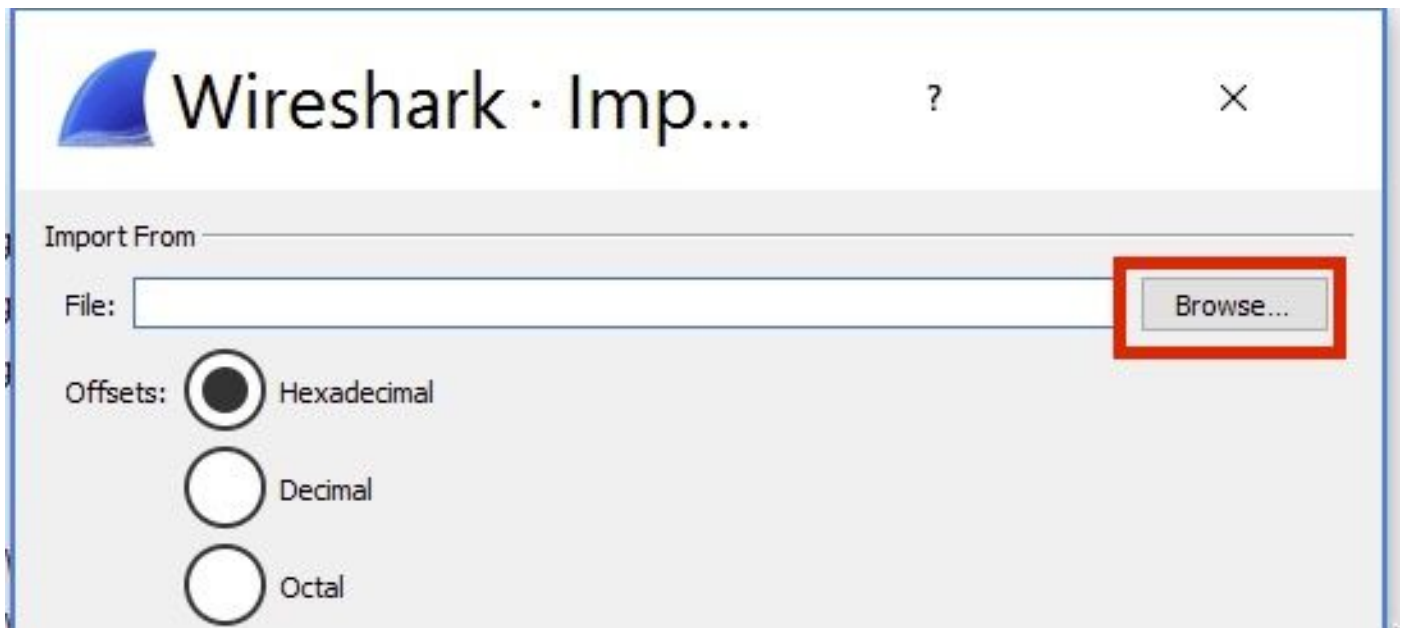 Wireshark · Imp... ? ×
Import From
File: Browse...
Offsets: Hexadecimal
Decimal
Octal